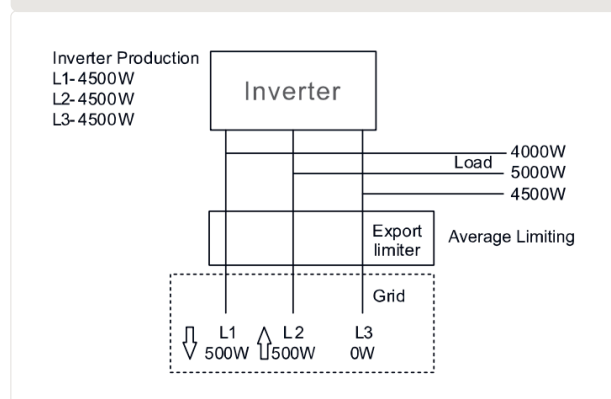 Inverter Production
L1- 4500W
L2- 4500W
L3- 4500W
Inverter
Load
4000W
5000W
4500W
Export
limiter
Average Limiting
Grid
L1 L2 L3
500W 500W 0W